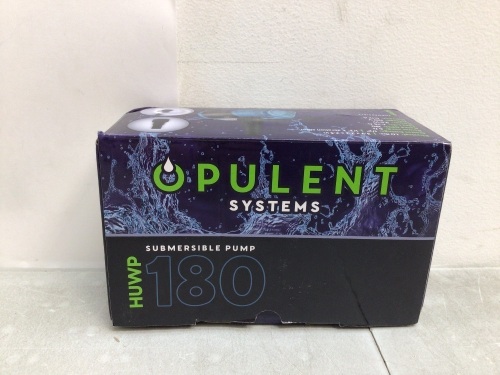 OPULENT
SYSTEMS
SUBMERSIBLE PUMP
HUWP
180